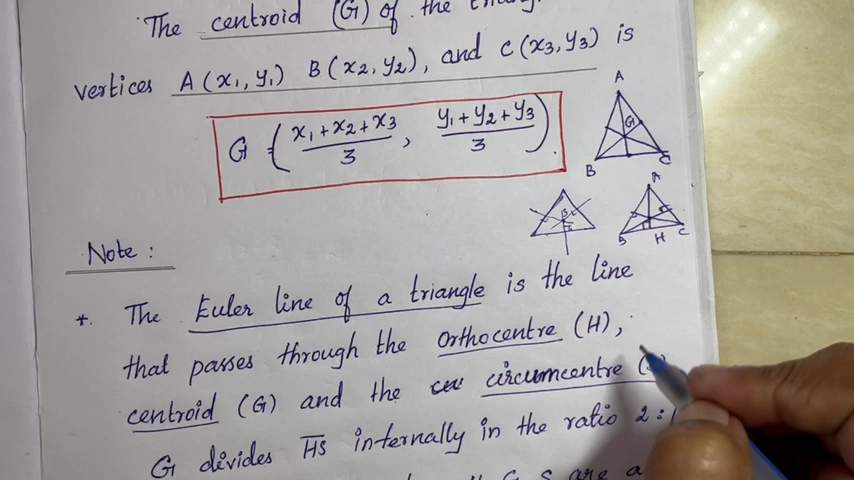 The centroid (G) of the
vertices A(x₁, y₁) B(x₂, y₂), and C(x₃, y₃) is
G = (x₁+x₂+x₃/3, y₁+y₂+y₃/3).
A
G
B
C
A
B
H
C
Note :
*. The Euler line of a triangle is the line
that passes through the Orthocentre (H),
centroid (G) and the circumcentre
G divides HS internally in the ratio 2:
G, S are